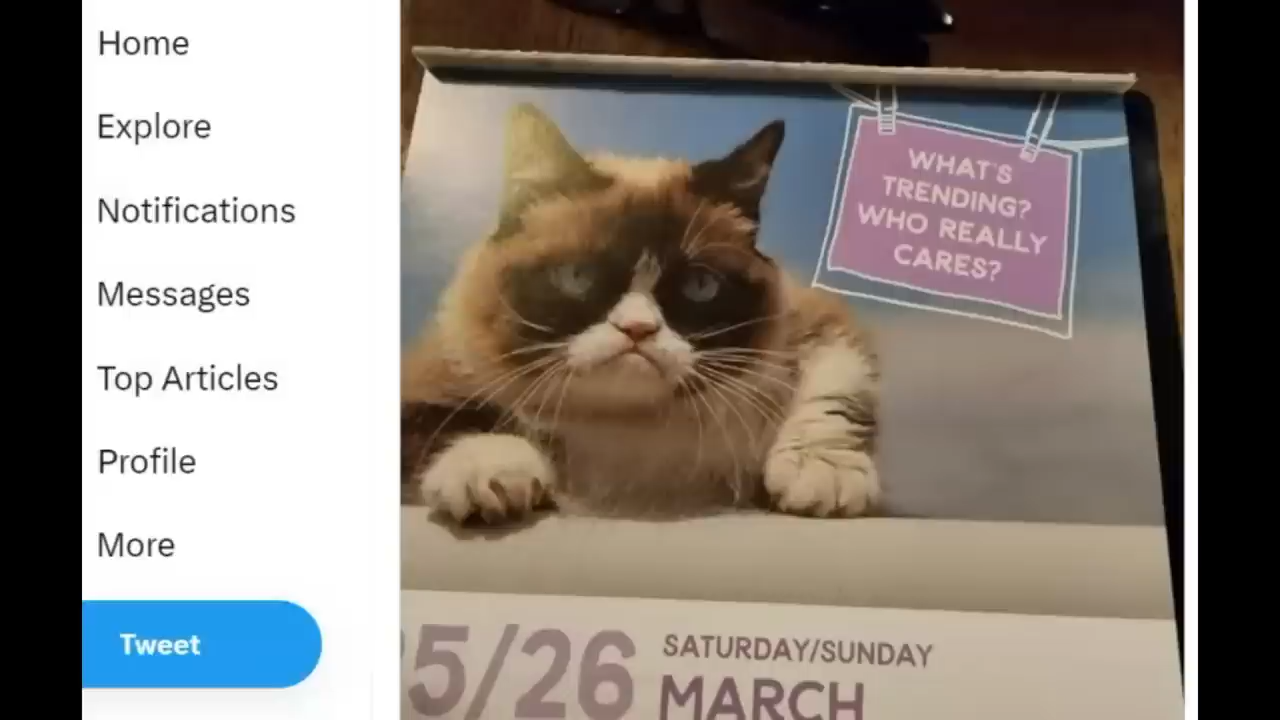 Home
Explore
Notifications
Messages
Top Articles
Profile
More
Tweet
WHAT'S
TRENDING?
WHO REALLY
CARES?
5/26
SATURDAY/SUNDAY
MARCH